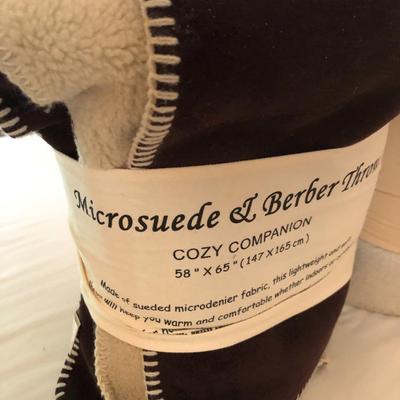 Microsuede & Berber Throw
COZY COMPANION
58" X 65" (147 X 165 cm)
Made of sueded microdenier fabric, this lightweight and
will keep you warm and comfortable whether indoors or